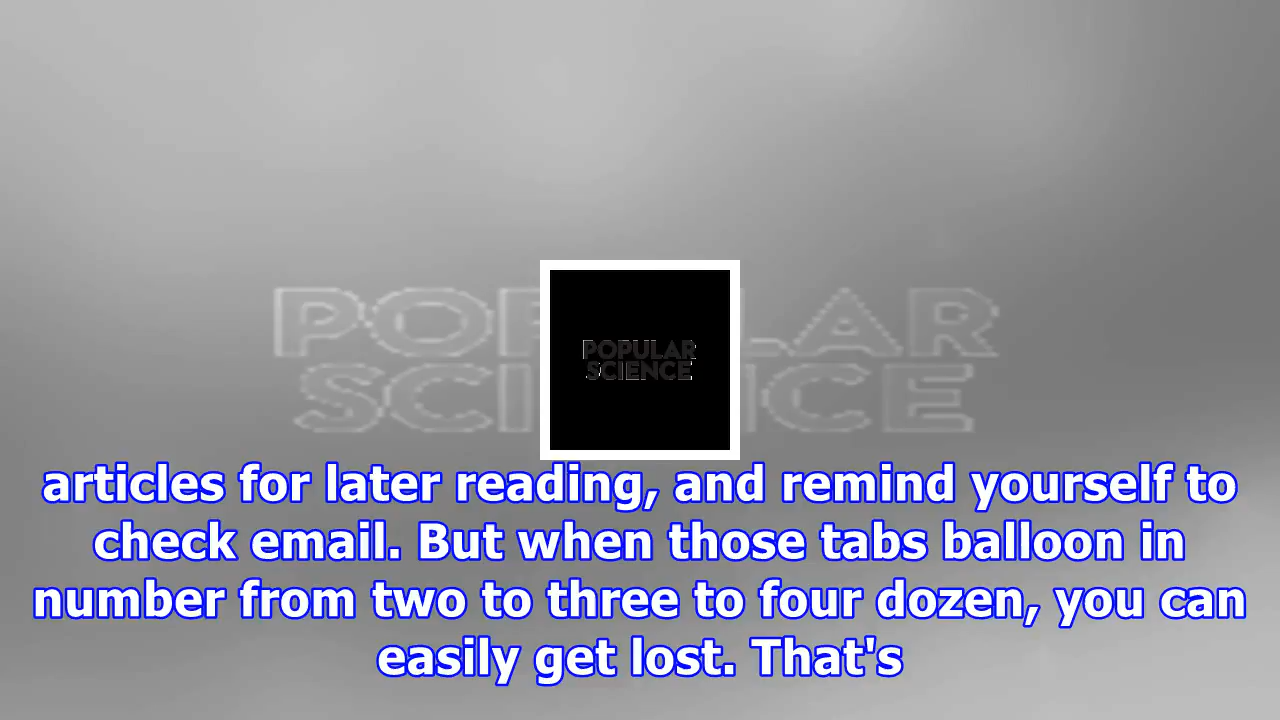 POPULAR
SCIENCE
POPULAR
SCIENCE
articles for later reading, and remind yourself to
check email. But when those tabs balloon in
number from two to three to four dozen, you can
easily get lost. That's